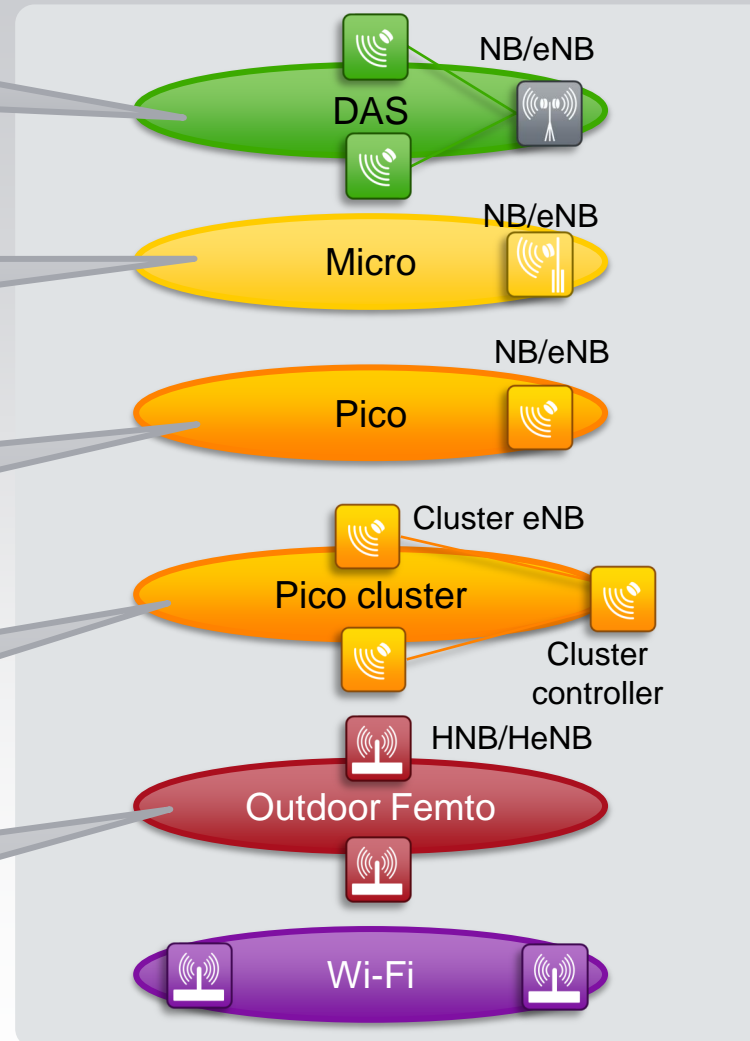 NB/eNB
DAS
NB/eNB
Micro
NB/eNB
Pico
Cluster eNB
Pico cluster
Cluster
controller
HNB/HeNB
Outdoor Femto
Wi-Fi